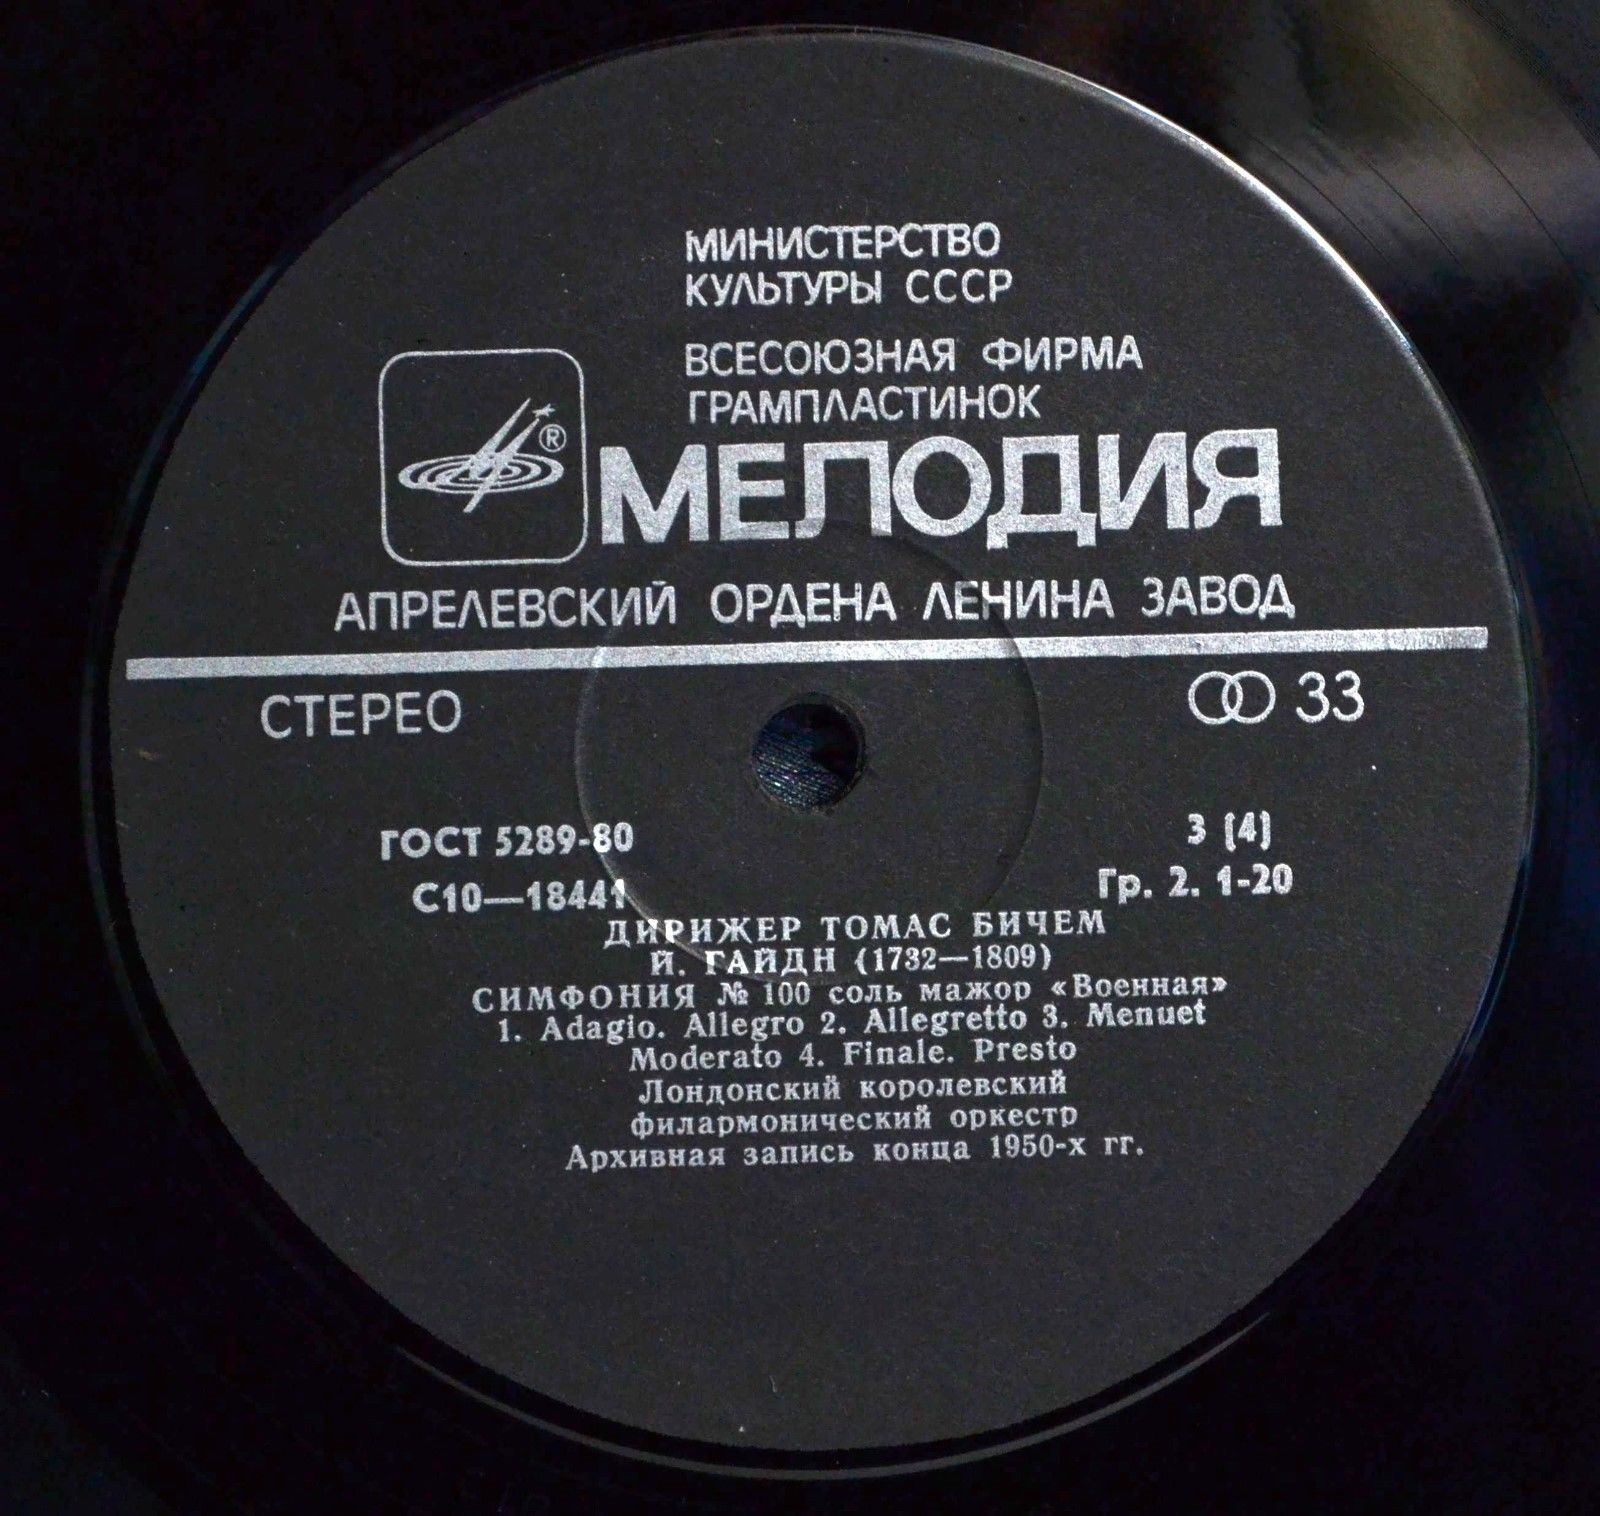 МИНИСТЕРСТВО
КУЛЬТУРЫ СССР
ВСЕСОЮЗНАЯ ФИРМА
ГРАМПЛАСТИНОК
®
МЕЛОДИЯ
АПРЕЛЕВСКИЙ ОРДЕНА ЛЕНИНА ЗАВОД
СТЕРЕО
33
ГОСТ 5289-80
3 (4)
С10—18441
Гр. 2. 1-20
ДИРИЖЕР ТОМАС БИЧЕМ
Й. ГАЙДН (1732—1809)
СИМФОНИЯ № 100 соль мажор «Военная»
1. Adagio. Allegro 2. Allegretto 3. Menuet
Moderato 4. Finale. Presto
Лондонский королевский
филармонический оркестр
Архивная запись конца 1950-х гг.